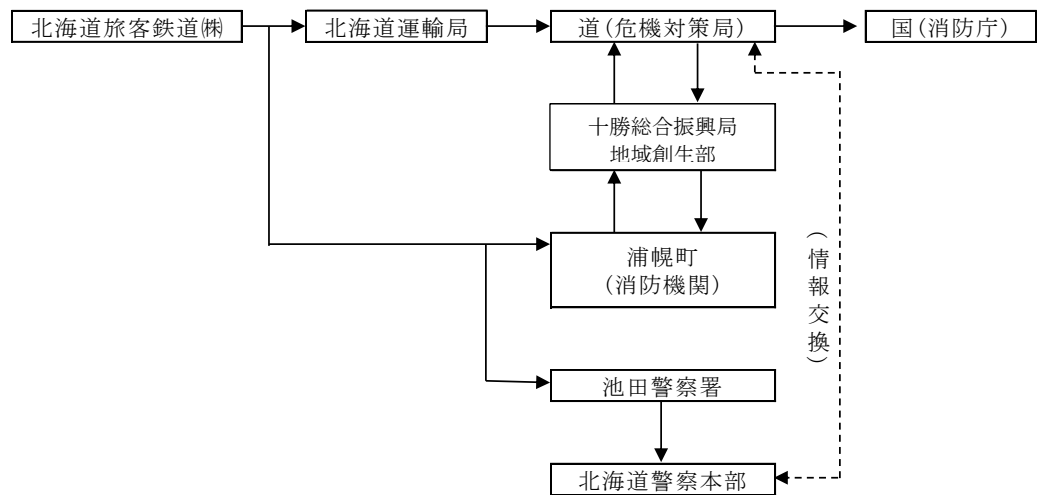 北海道旅客鉄道㈱
北海道運輸局
道(危機対策局)
国(消防庁)
十勝総合振興局
地域創生部
浦幌町
(消防機関)
(情報交換)
池田警察署
北海道警察本部